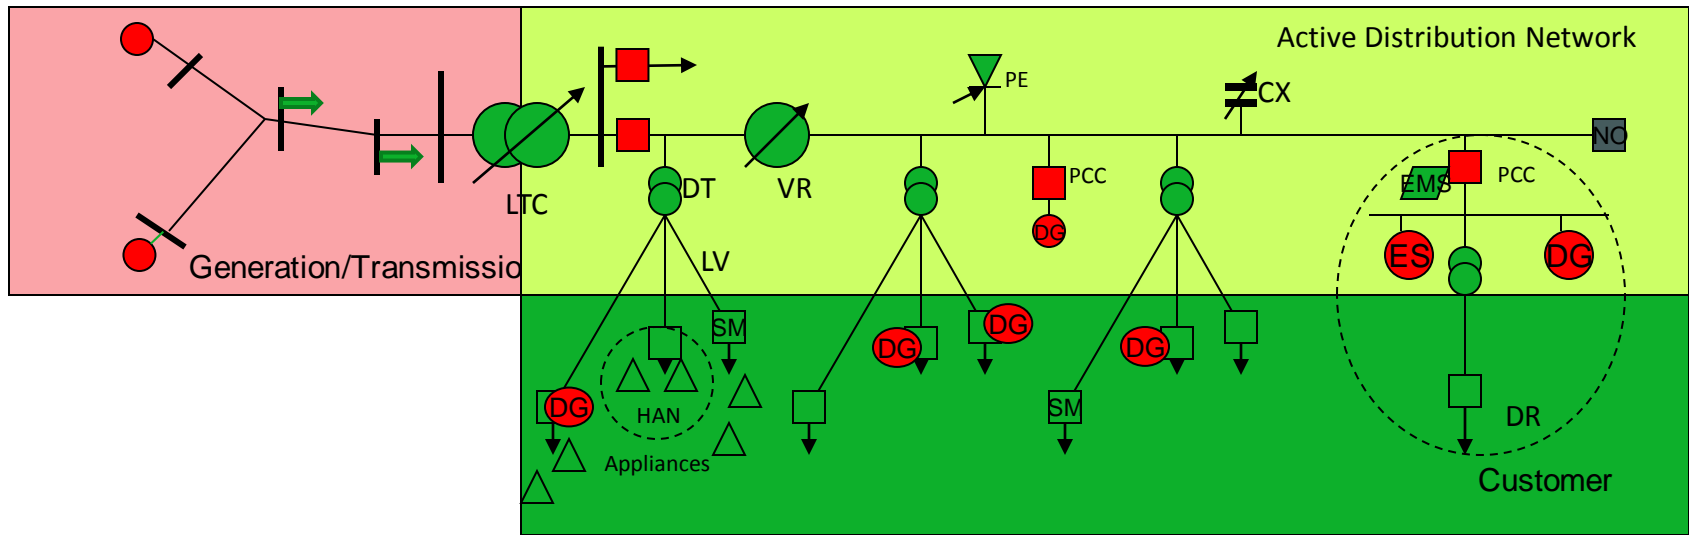 Active Distribution Network
PE
CX
NO
LTC
DT
VR
PCC
DG
EMS
PCC
ES
DG
LV
Generation/Transmissio
SM
DG
DG
DG
DG
HAN
SM
DR
Appliances
Customer